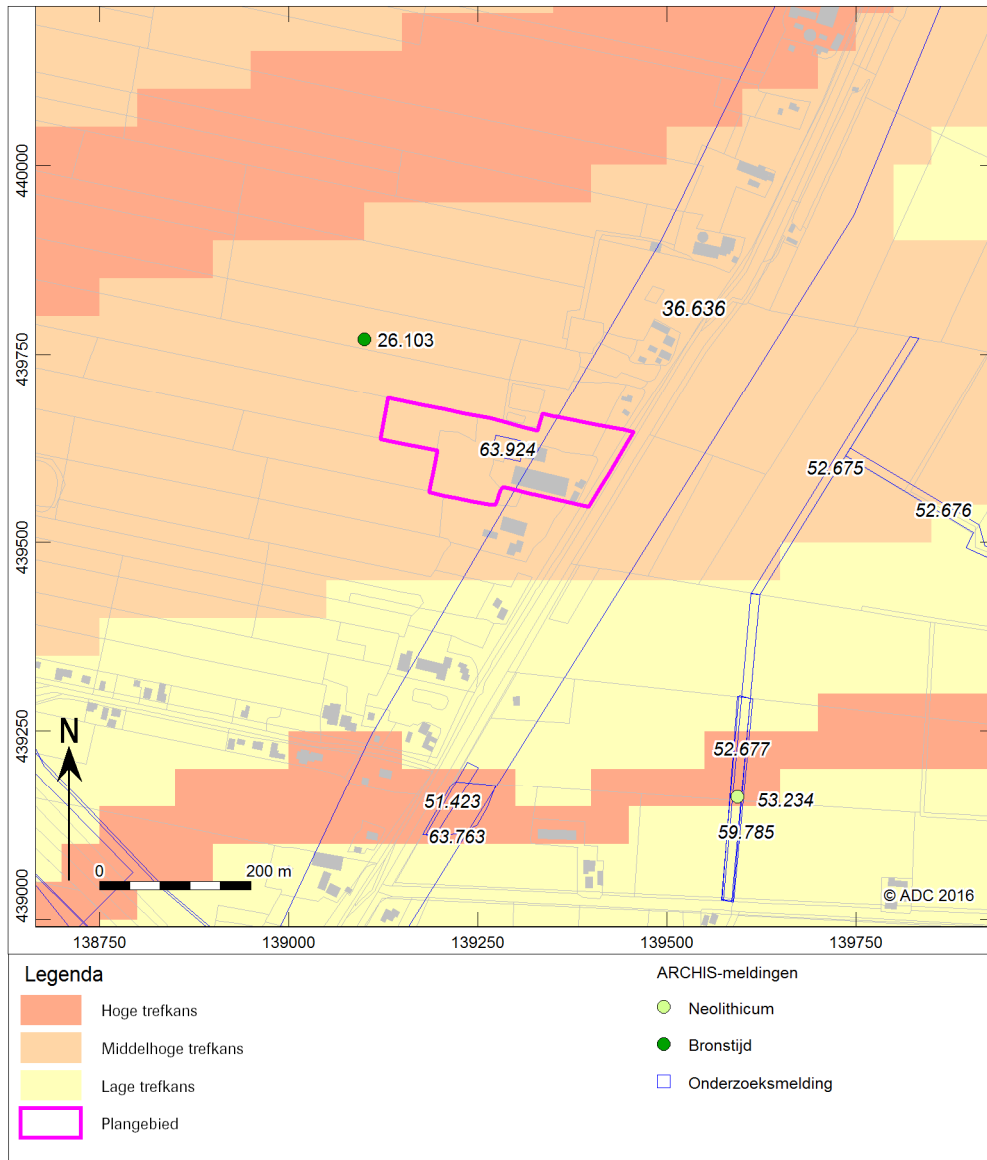 440000
439750
439500
439250
439000
36.636
26.103
63.924
52.675
52.676
52.677
53.234
51.423
63.763
59.785
N
0 200 m
© ADC 2016
138750 139000 139250 139500 139750
Legenda
Hoge trefkans
Middelhoge trefkans
Lage trefkans
Plangebied
ARCHIS-meldingen
Neolithicum
Bronstijd
Onderzoeksmelding